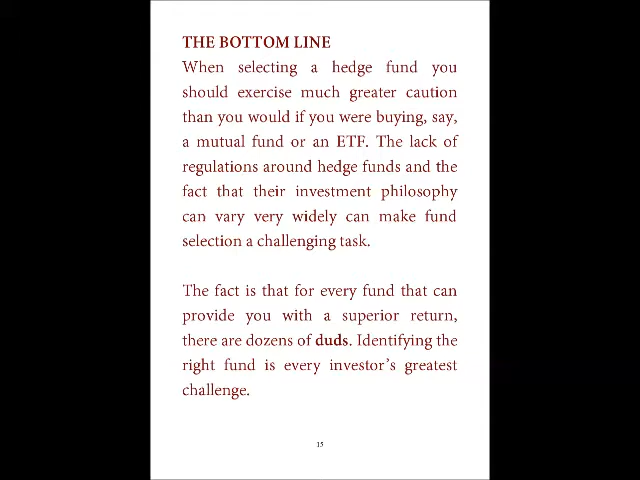 THE BOTTOM LINE
When selecting a hedge fund you
should exercise much greater caution
than you would if you were buying, say,
a mutual fund or an ETF. The lack of
regulations around hedge funds and the
fact that their investment philosophy
can vary very widely can make fund
selection a challenging task.
The fact is that for every fund that can
provide you with a superior return,
there are dozens of duds. Identifying the
right fund is every investor’s greatest
challenge.
15